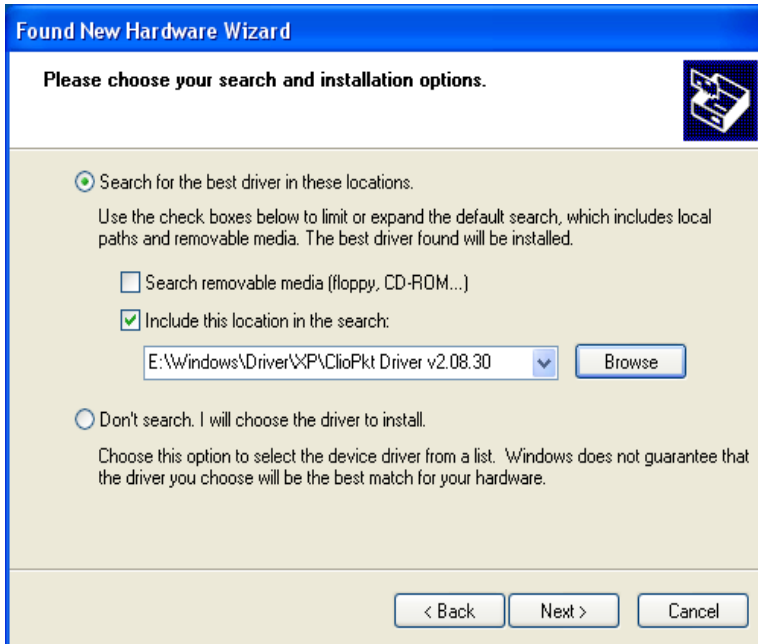 Found New Hardware Wizard
Please choose your search and installation options.
Search for the best driver in these locations.
Use the check boxes below to limit or expand the default search, which includes local
paths and removable media. The best driver found will be installed.
Search removable media (floppy, CD-ROM...)
Include this location in the search:
E:\Windows\Driver\XP\ClioPkt Driver v2.08.30
Browse
Don't search. I will choose the driver to install.
Choose this option to select the device driver from a list. Windows does not guarantee that
the driver you choose will be the best match for your hardware.
< Back Next > Cancel